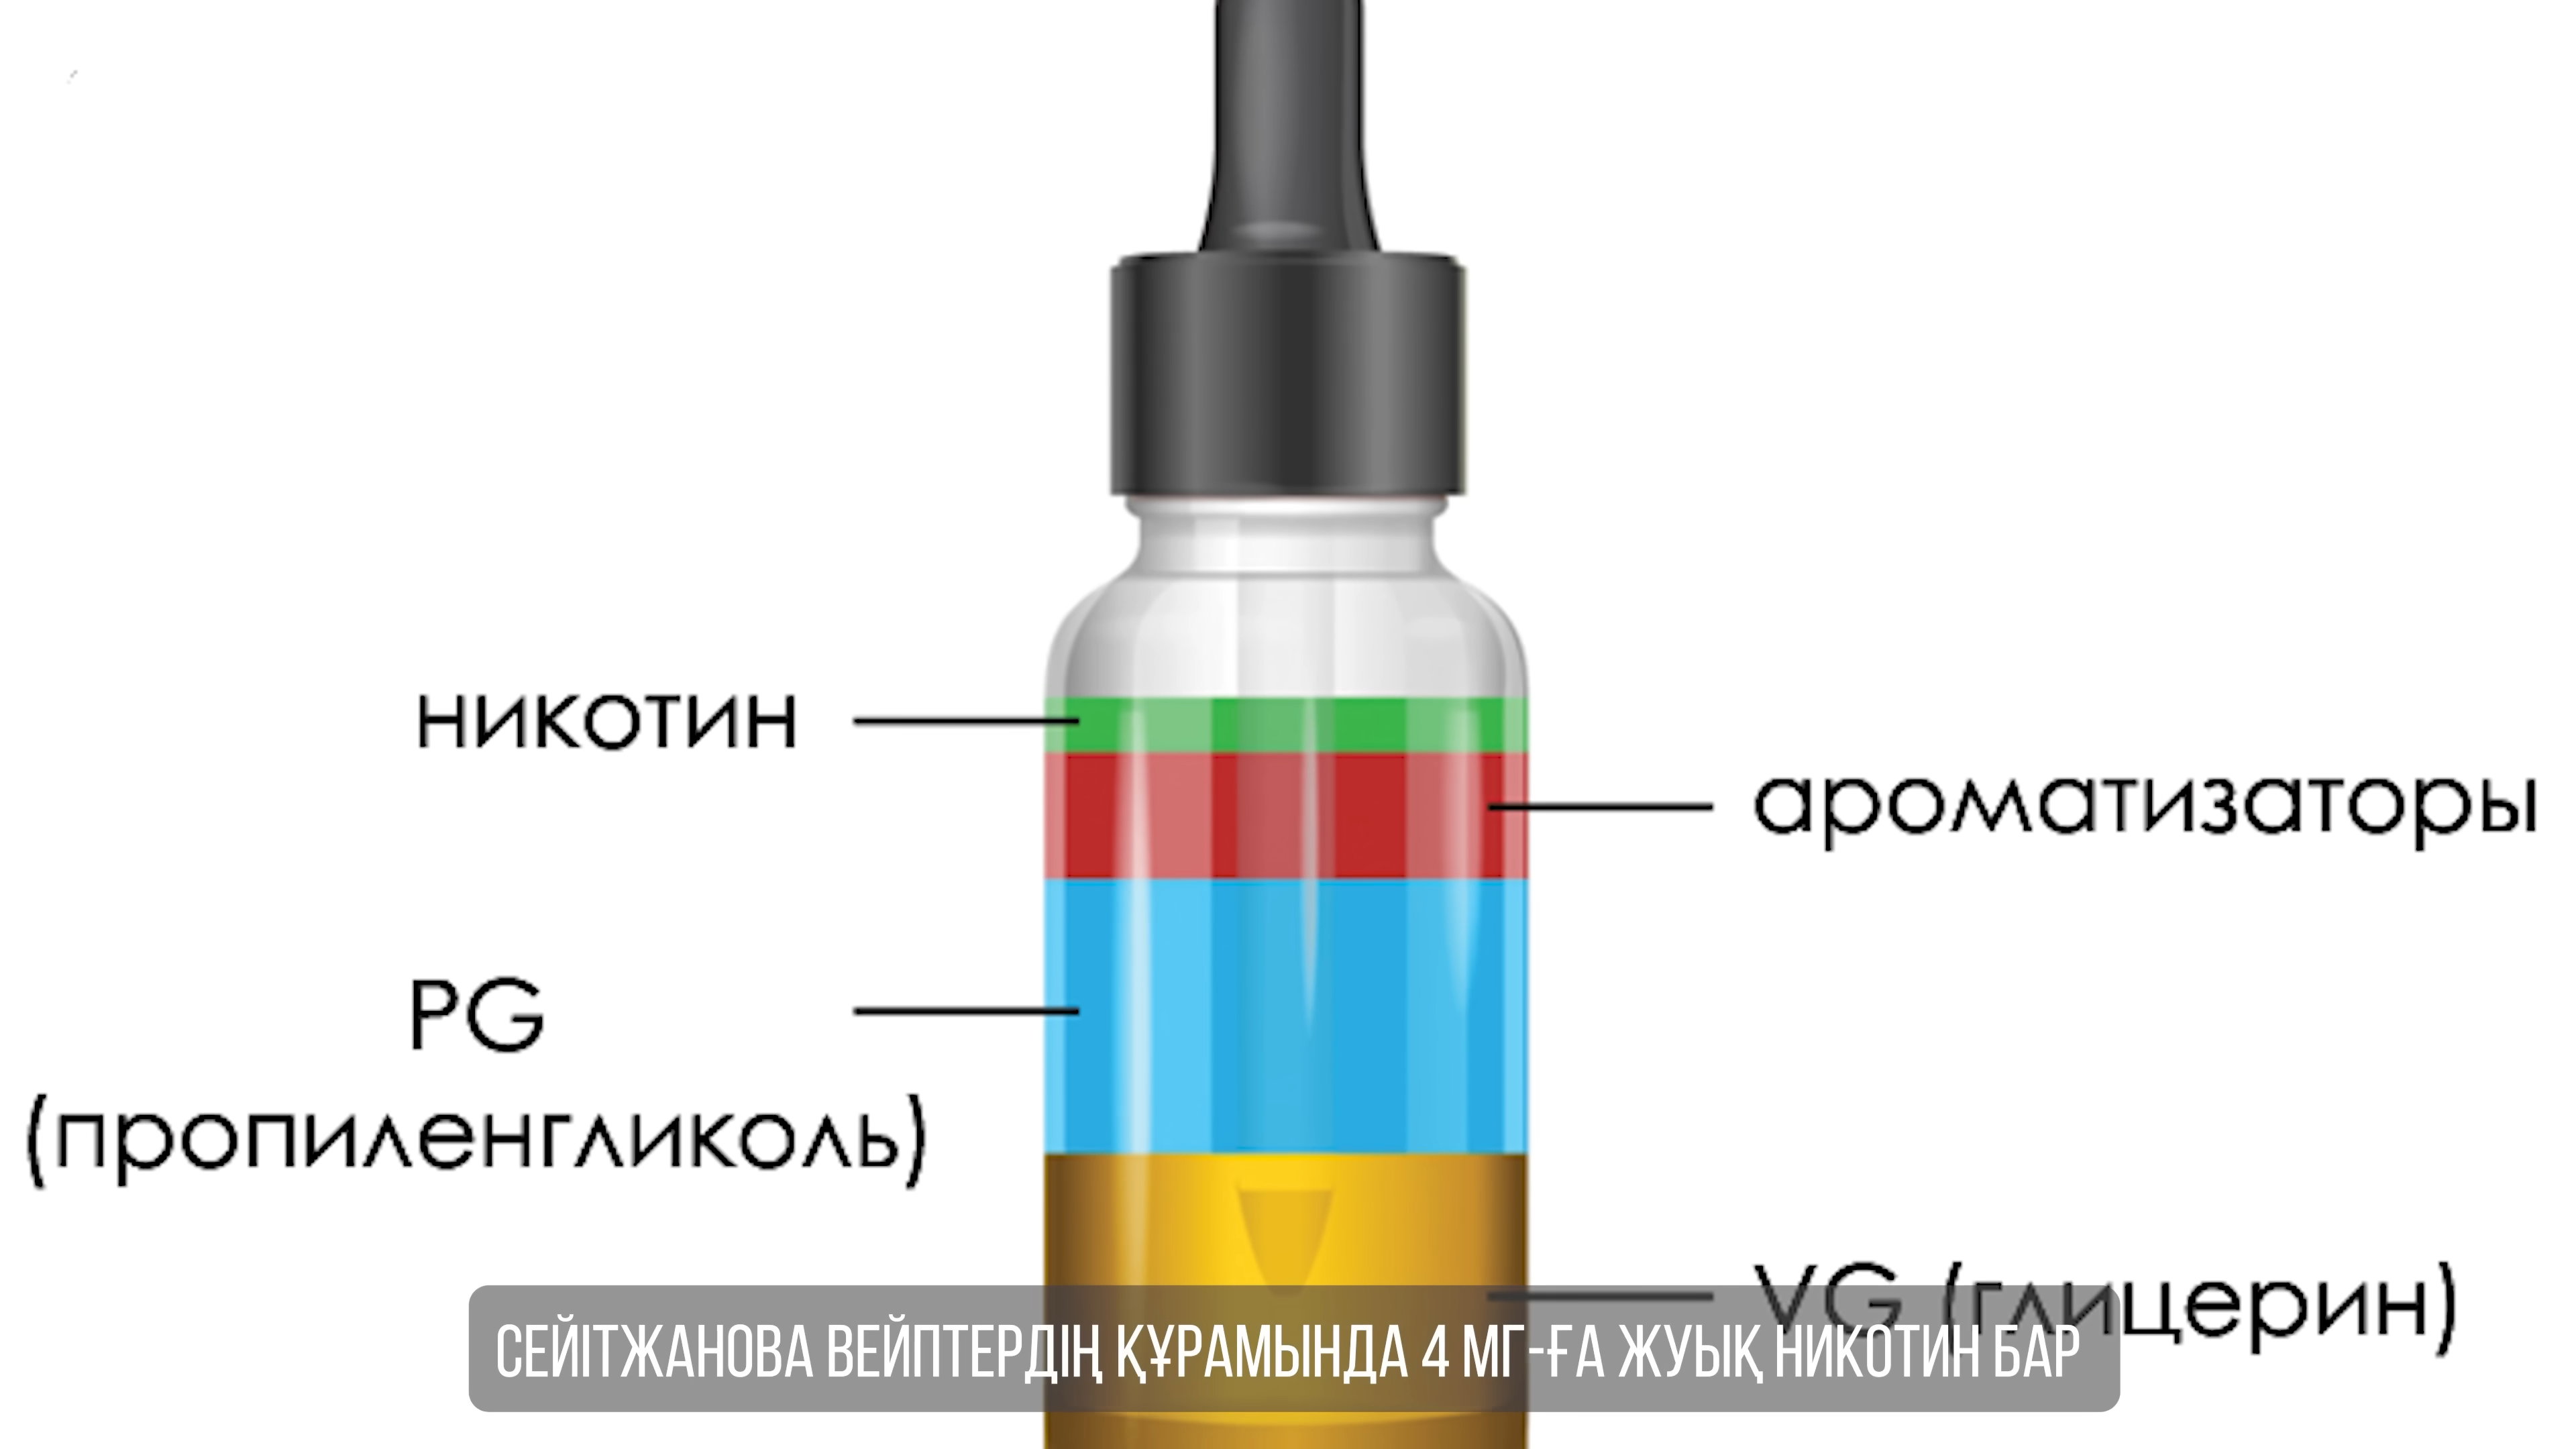 никотин
ароматизаторы
PG
(пропиленгликоль)
VG (глицерин)
СЕЙІТЖАНОВА ВЕЙПТЕРДІҢ ҚҰРАМЫНДА 4 МГ-ҒА ЖУЫҚ НИКОТИН БАР